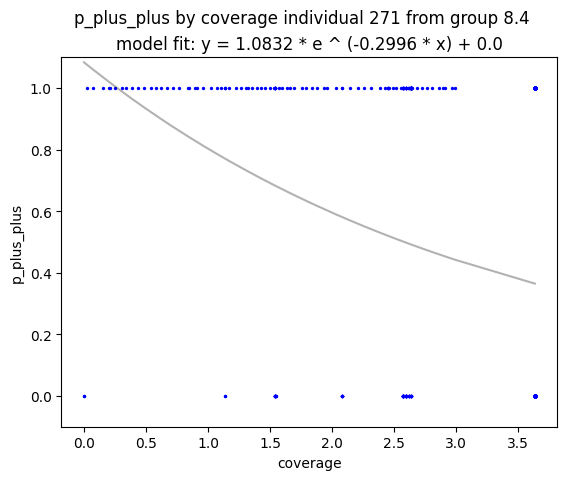 p_plus_plus by coverage individual 271 from group 8.4
model fit: y = 1.0832 * e ^ (-0.2996 * x) + 0.0
1.0
0.8
0.6
0.4
0.2
0.0
p_plus_plus
0.0 0.5 1.0 1.5 2.0 2.5 3.0 3.5
coverage